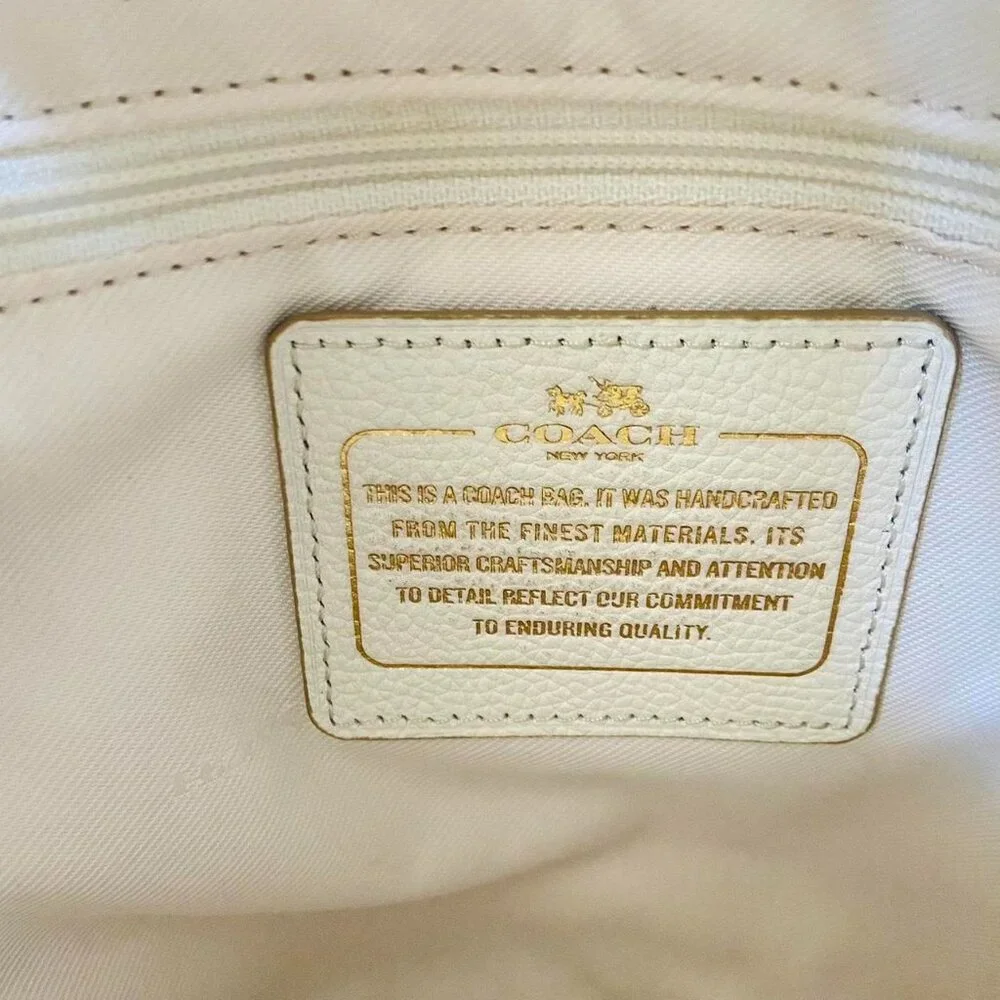 COACH
NEW YORK
THIS IS A COACH BAG. IT WAS HANDCRAFTED
FROM THE FINEST MATERIALS. ITS
SUPERIOR CRAFTSMANSHIP AND ATTENTION
TO DETAIL REFLECT OUR COMMITMENT
TO ENDURING QUALITY.